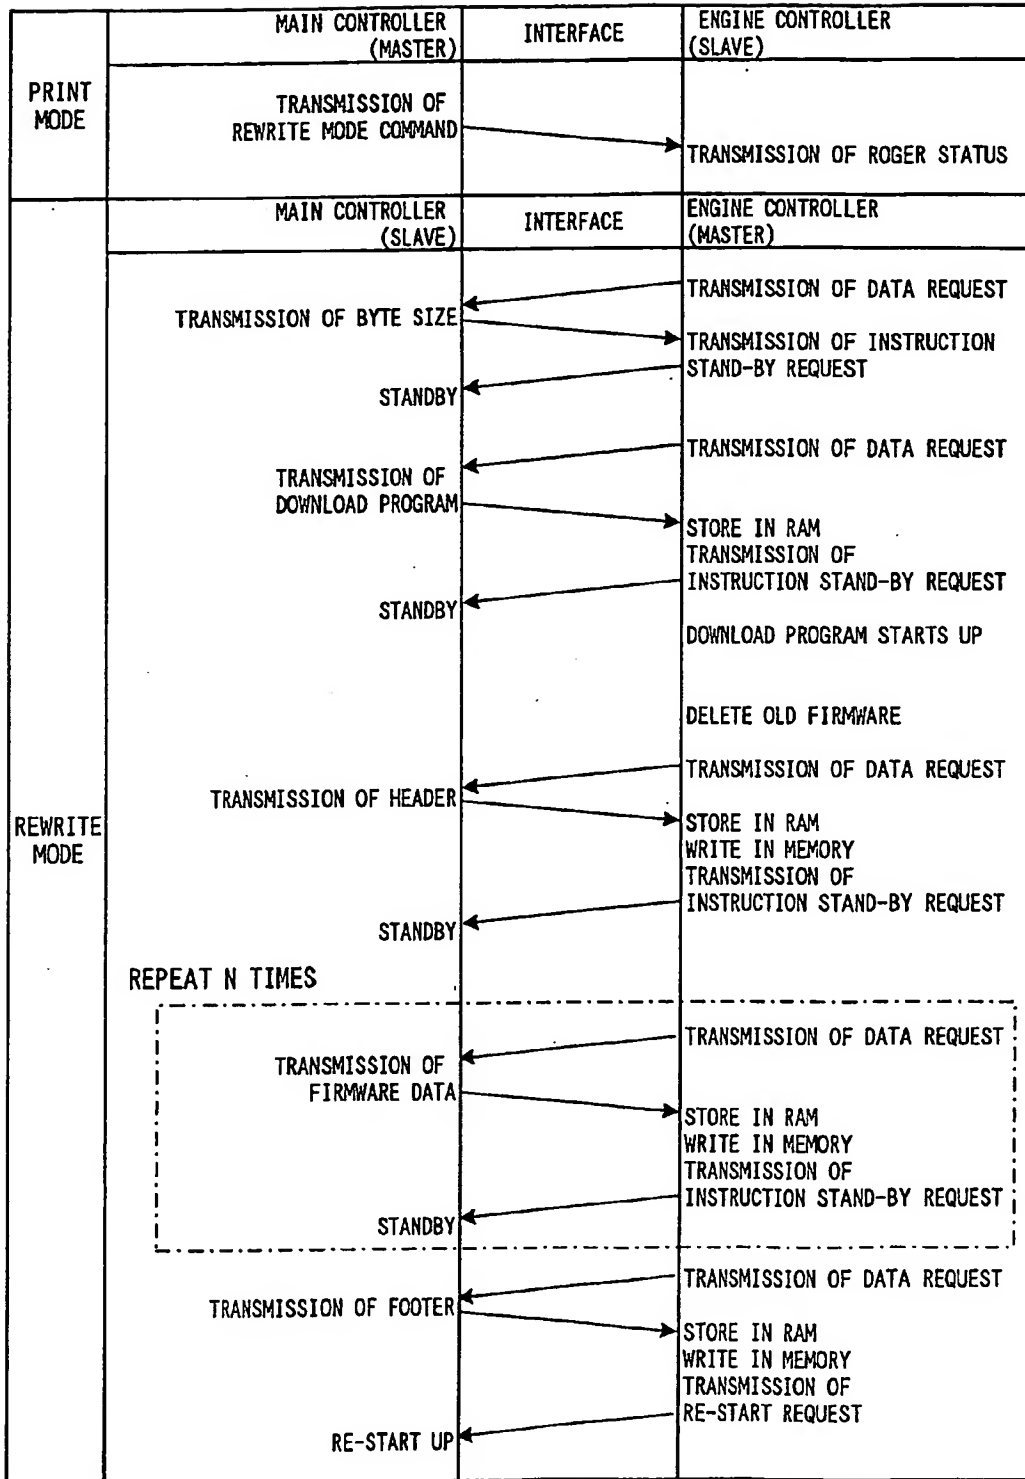 MAIN CONTROLLER
(MASTER)
INTERFACE
ENGINE CONTROLLER
(SLAVE)
PRINT
MODE
TRANSMISSION OF
REWRITE MODE COMMAND
TRANSMISSION OF ROGER STATUS
MAIN CONTROLLER
(SLAVE)
INTERFACE
ENGINE CONTROLLER
(MASTER)
REWRITE
MODE
TRANSMISSION OF DATA REQUEST
TRANSMISSION OF BYTE SIZE
TRANSMISSION OF INSTRUCTION
STAND-BY REQUEST
STANDBY
TRANSMISSION OF DATA REQUEST
TRANSMISSION OF
DOWNLOAD PROGRAM
STORE IN RAM
TRANSMISSION OF
INSTRUCTION STAND-BY REQUEST
STANDBY
DOWNLOAD PROGRAM STARTS UP
DELETE OLD FIRMWARE
TRANSMISSION OF DATA REQUEST
TRANSMISSION OF HEADER
STORE IN RAM
WRITE IN MEMORY
TRANSMISSION OF
INSTRUCTION STAND-BY REQUEST
STANDBY
REPEAT N TIMES
TRANSMISSION OF DATA REQUEST
TRANSMISSION OF
FIRMWARE DATA
STORE IN RAM
WRITE IN MEMORY
TRANSMISSION OF
INSTRUCTION STAND-BY REQUEST
STANDBY
TRANSMISSION OF DATA REQUEST
TRANSMISSION OF FOOTER
STORE IN RAM
WRITE IN MEMORY
TRANSMISSION OF
RE-START REQUEST
RE-START UP